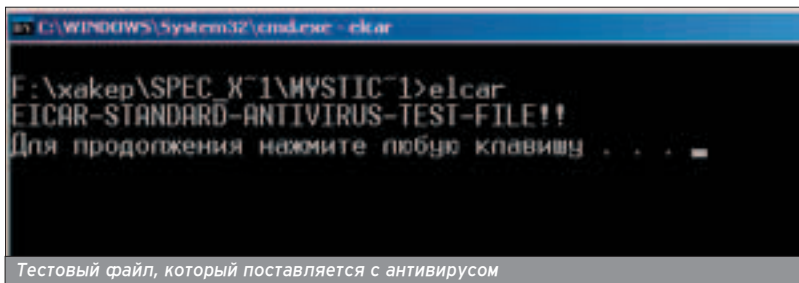 C:\WINDOWS\System32\cmd.exe - elcar
F:\xakep\SPEC_X~1\MYSTIC~1>elcar
EICAR-STANDARD-ANTIVIRUS-TEST-FILE!!
Для продолжения нажмите любую клавишу . . .
Тестовый файл, который поставляется с антивирусом